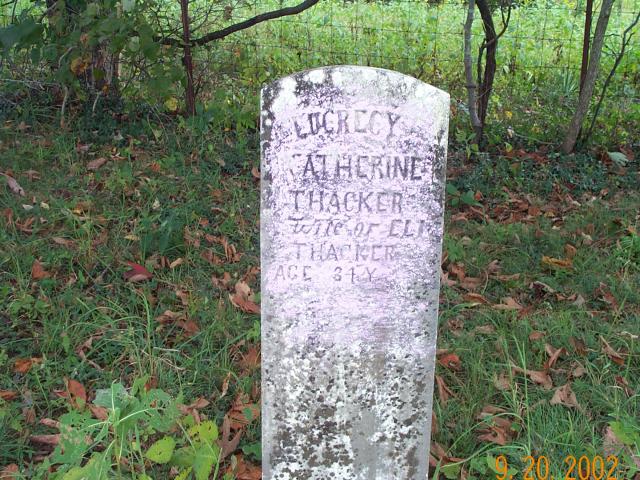 LUCRECY
CATHERINE
THACKER
Wife of ELI
THACKER
AGE 31 Y
9.20.2002